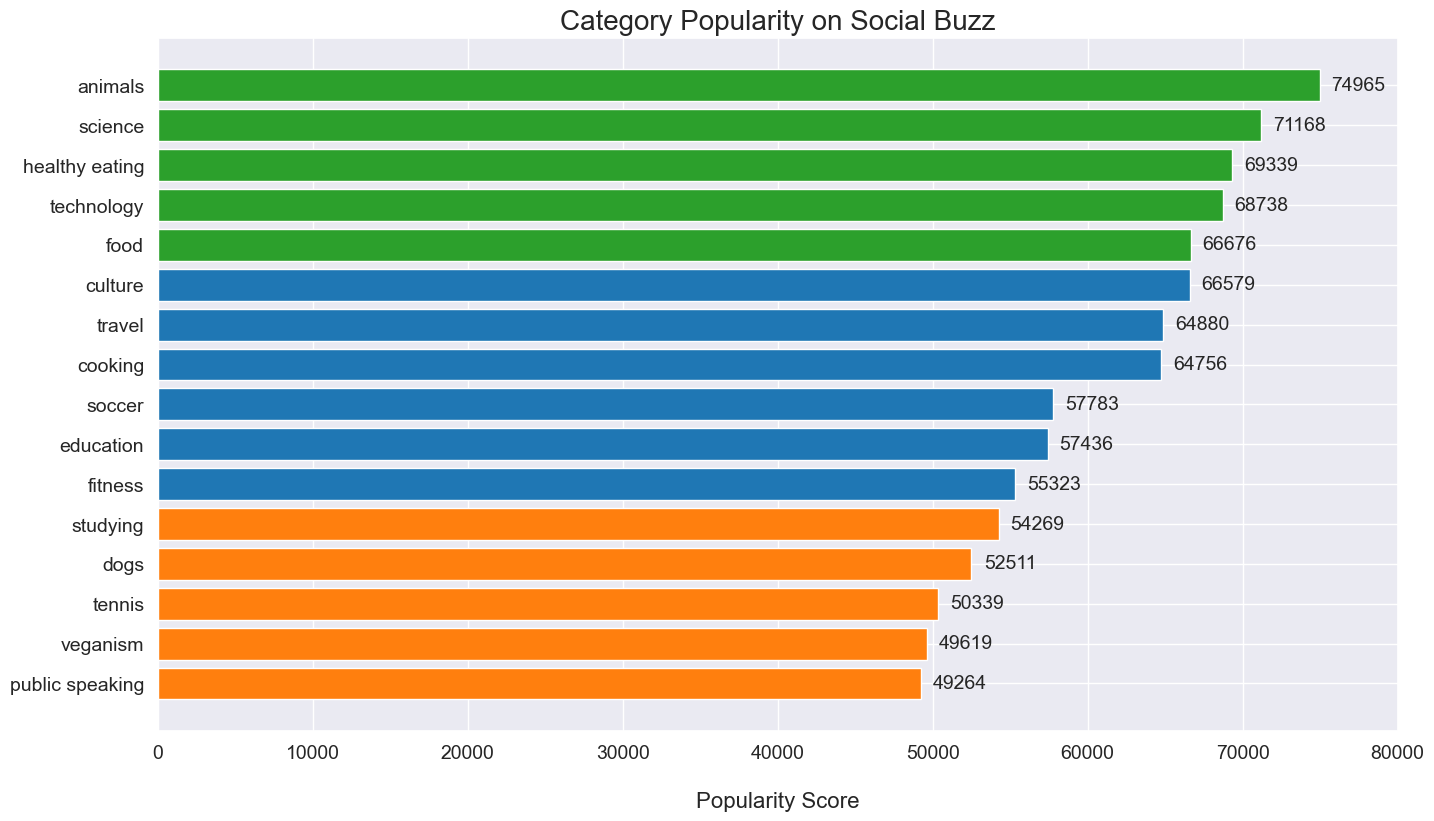 Category Popularity on Social Buzz
animals 74965
science 71168
healthy eating 69339
technology 68738
food 66676
culture 66579
travel 64880
cooking 64756
soccer 57783
education 57436
fitness 55323
studying 54269
dogs 52511
tennis 50339
veganism 49619
public speaking 49264
0 10000 20000 30000 40000 50000 60000 70000 80000
Popularity Score